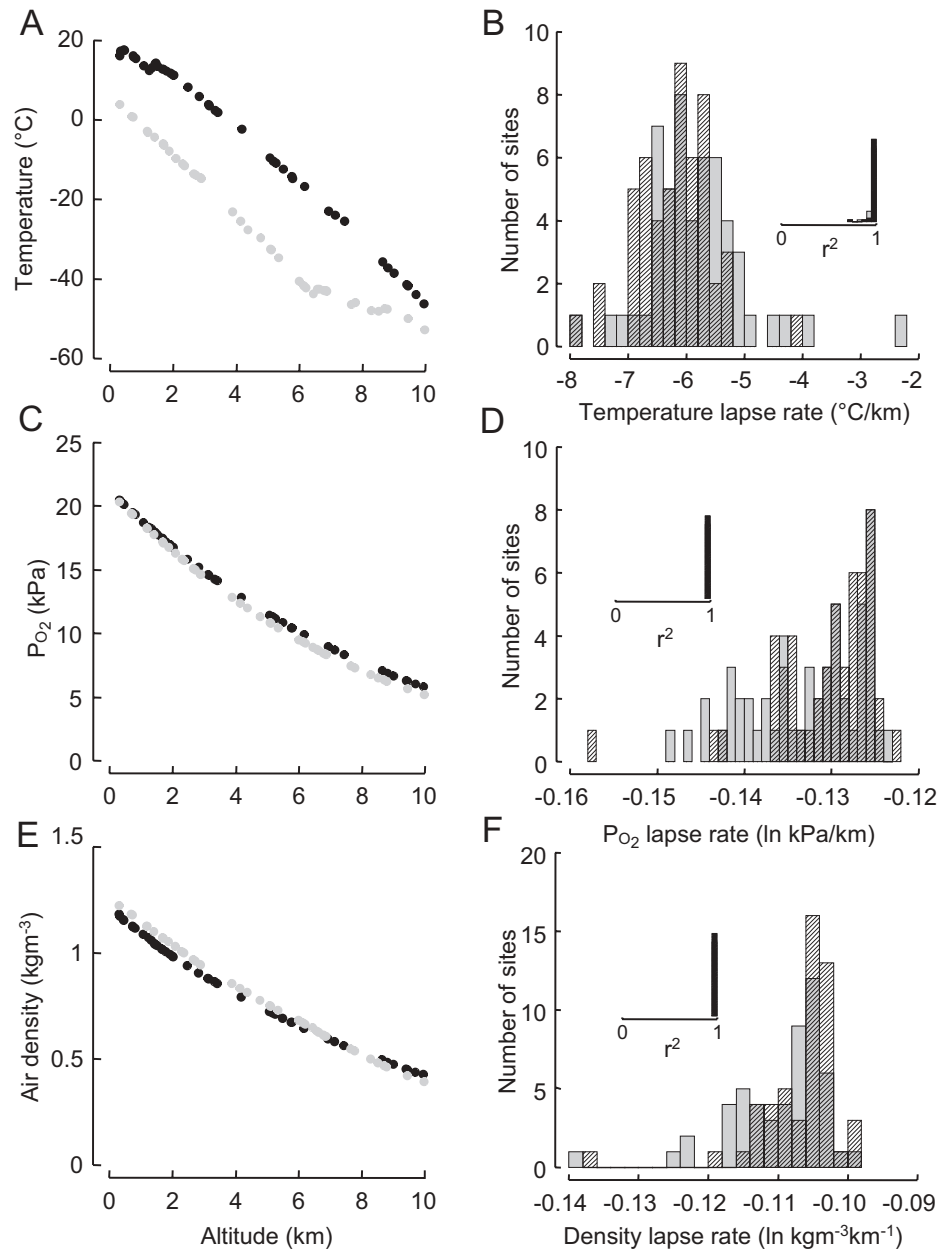 A
20
0
-20
-40
-60
Temperature (°C)
0 2 4 6 8 10
B
10
8
6
4
2
0
Number of sites
0 1
r²
-8 -7 -6 -5 -4 -3 -2
Temperature lapse rate (°C/km)
C
25
20
15
10
5
0
PO₂ (kPa)
0 2 4 6 8 10
D
10
8
6
4
2
0
Number of sites
0 1
r²
-0.16 -0.15 -0.14 -0.13 -0.12
PO₂ lapse rate (ln kPa/km)
E
1.5
1
0.5
0
Air density (kgm-³)
0 2 4 6 8 10
Altitude (km)
F
20
15
10
5
0
Number of sites
0 1
r²
-0.14 -0.13 -0.12 -0.11 -0.10 -0.09
Density lapse rate (ln kgm-³km-¹)